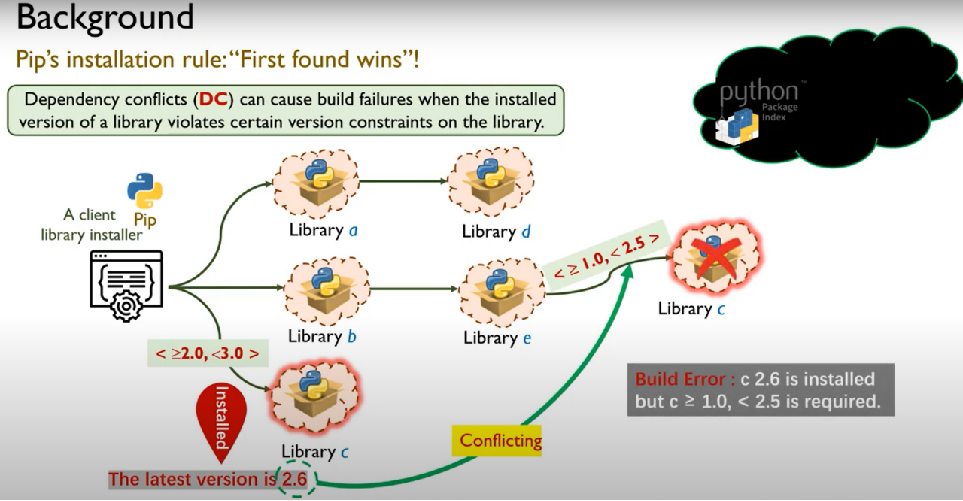 Background
Pip's installation rule: “First found wins”!
Dependency conflicts (DC) can cause build failures when the installed
version of a library violates certain version constraints on the library.
python™
Package
Index
A client
library installer
Pip
Library a
Library d
Library b
Library e
< ≥ 1.0, < 2.5 >
Library c
< ≥2.0, <3.0 >
Installed
Library c
The latest version is 2.6
Conflicting
Build Error : c 2.6 is installed
but c ≥ 1.0, < 2.5 is required.